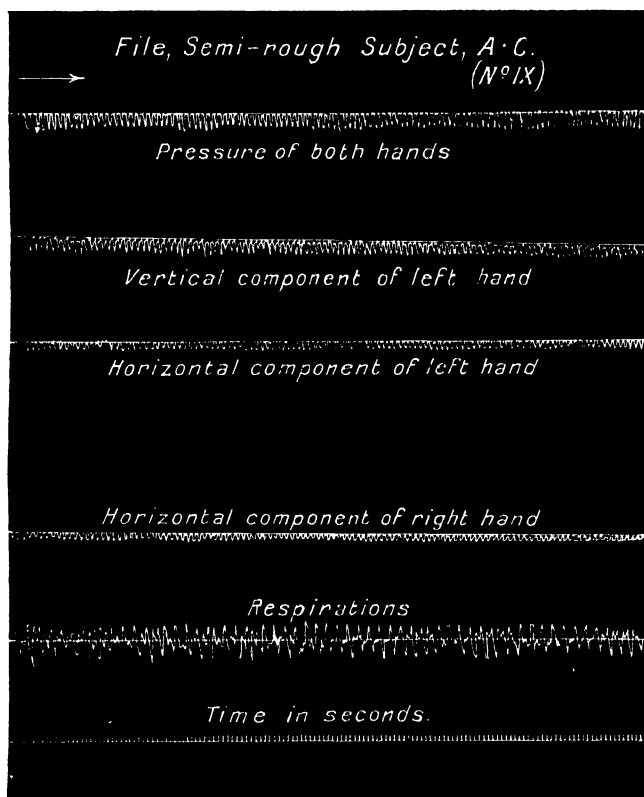 File, Semi-rough Subject, A·C.
(Nº IX)
Pressure of both hands
Vertical component of left hand
Horizontal component of left hand
Horizontal component of right hand
Respirations
Time in seconds.